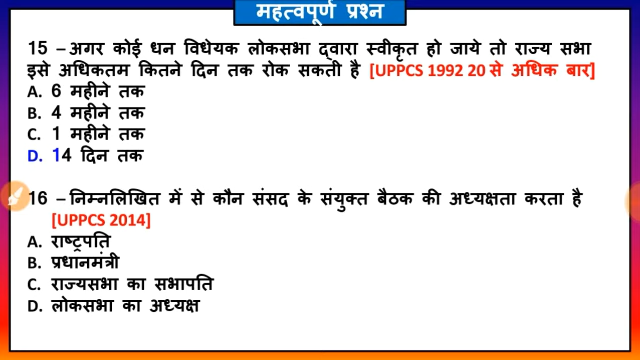 महत्वपूर्ण प्रश्न
15 – अगर कोई धन विधेयक लोकसभा द्वारा स्वीकृत हो जाये तो राज्य सभा
इसे अधिकतम कितने दिन तक रोक सकती है [UPPCS 1992 20 से अधिक बार]
A. 6 महीने तक
B. 4 महीने तक
C. 1 महीने तक
D. 14 दिन तक
16 – निम्नलिखित में से कौन संसद के संयुक्त बैठक की अध्यक्षता करता है
[UPPCS 2014]
A. राष्ट्रपति
B. प्रधानमंत्री
C. राज्यसभा का सभापति
D. लोकसभा का अध्यक्ष